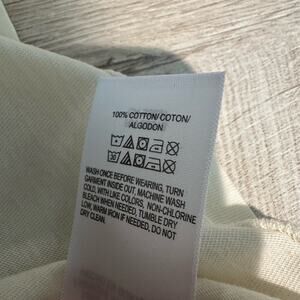 100% COTTON/ COTON/
ALGODON
WASH ONCE BEFORE WEARING, TURN
GARMENT INSIDE OUT, MACHINE WASH
COLD, WITH LIKE COLORS, NON-CHLORINE
BLEACH WHEN NEEDED, TUMBLE DRY
LOW, WARM IRON IF NEEDED, DO NOT
DRY CLEAN.